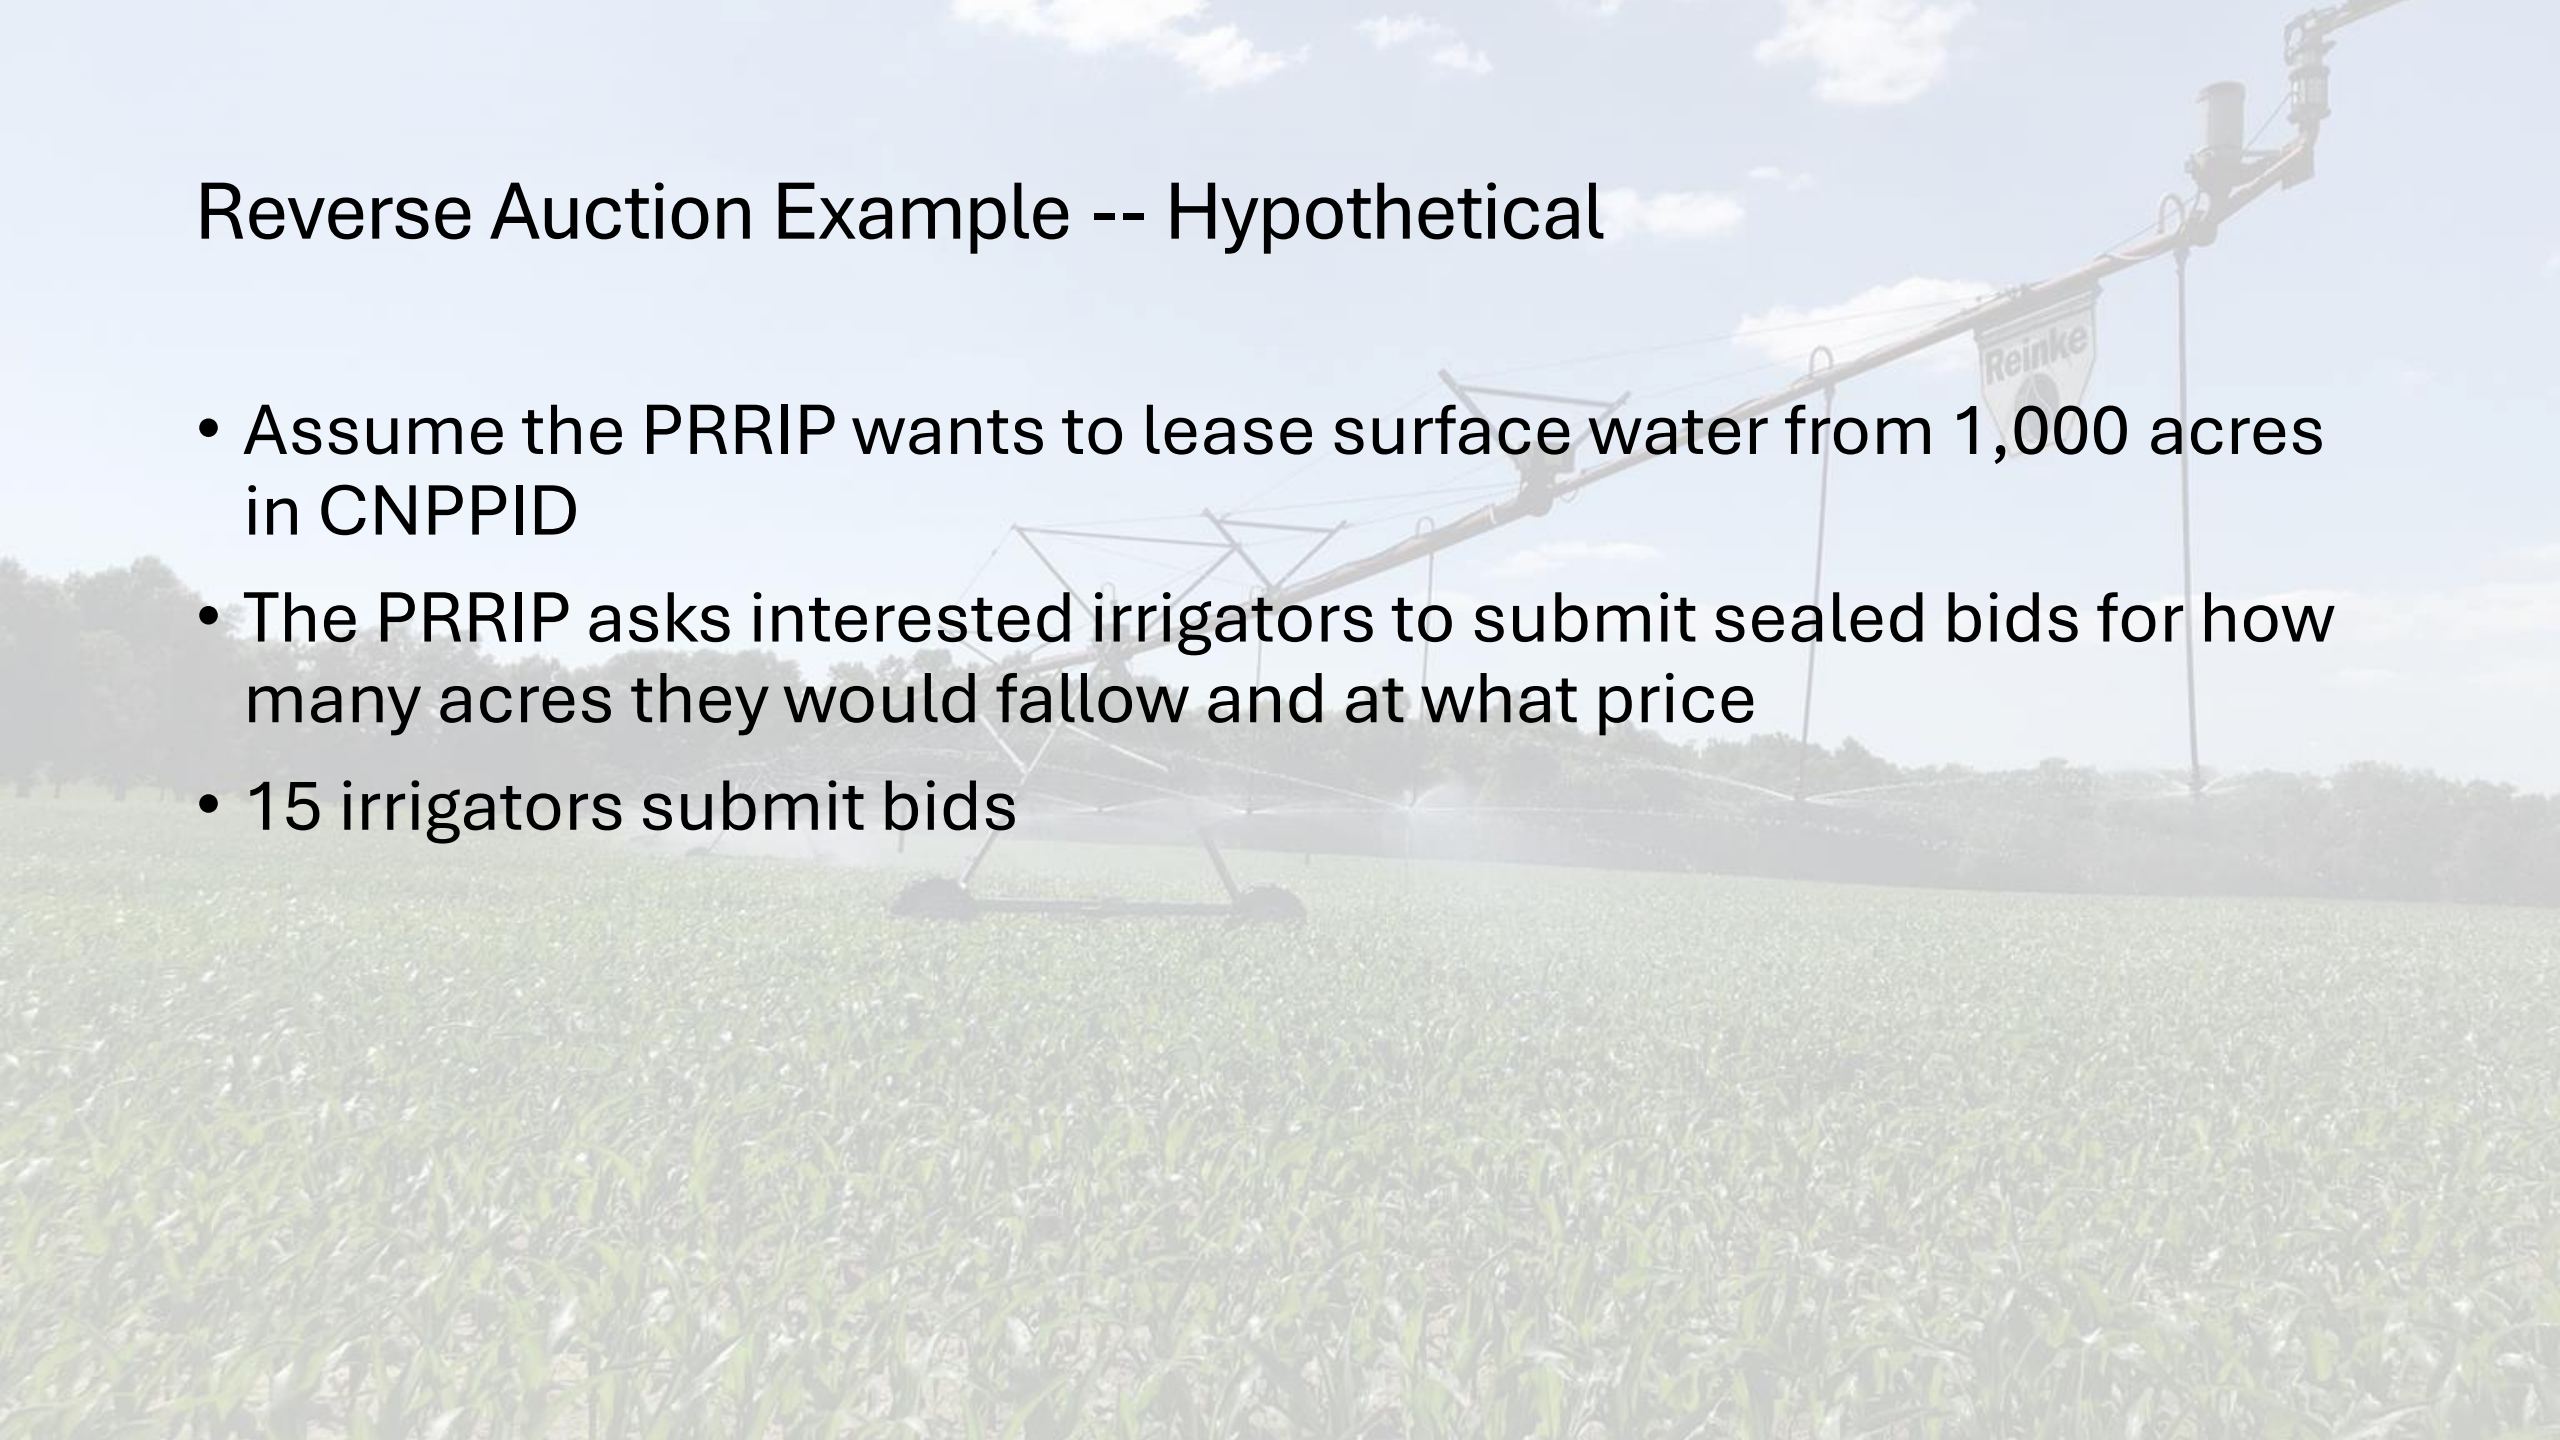 Reverse Auction Example -- Hypothetical
• Assume the PRRIP wants to lease surface water from 1,000 acres
in CNPPID
• The PRRIP asks interested irrigators to submit sealed bids for how
many acres they would fallow and at what price
• 15 irrigators submit bids
Reinke